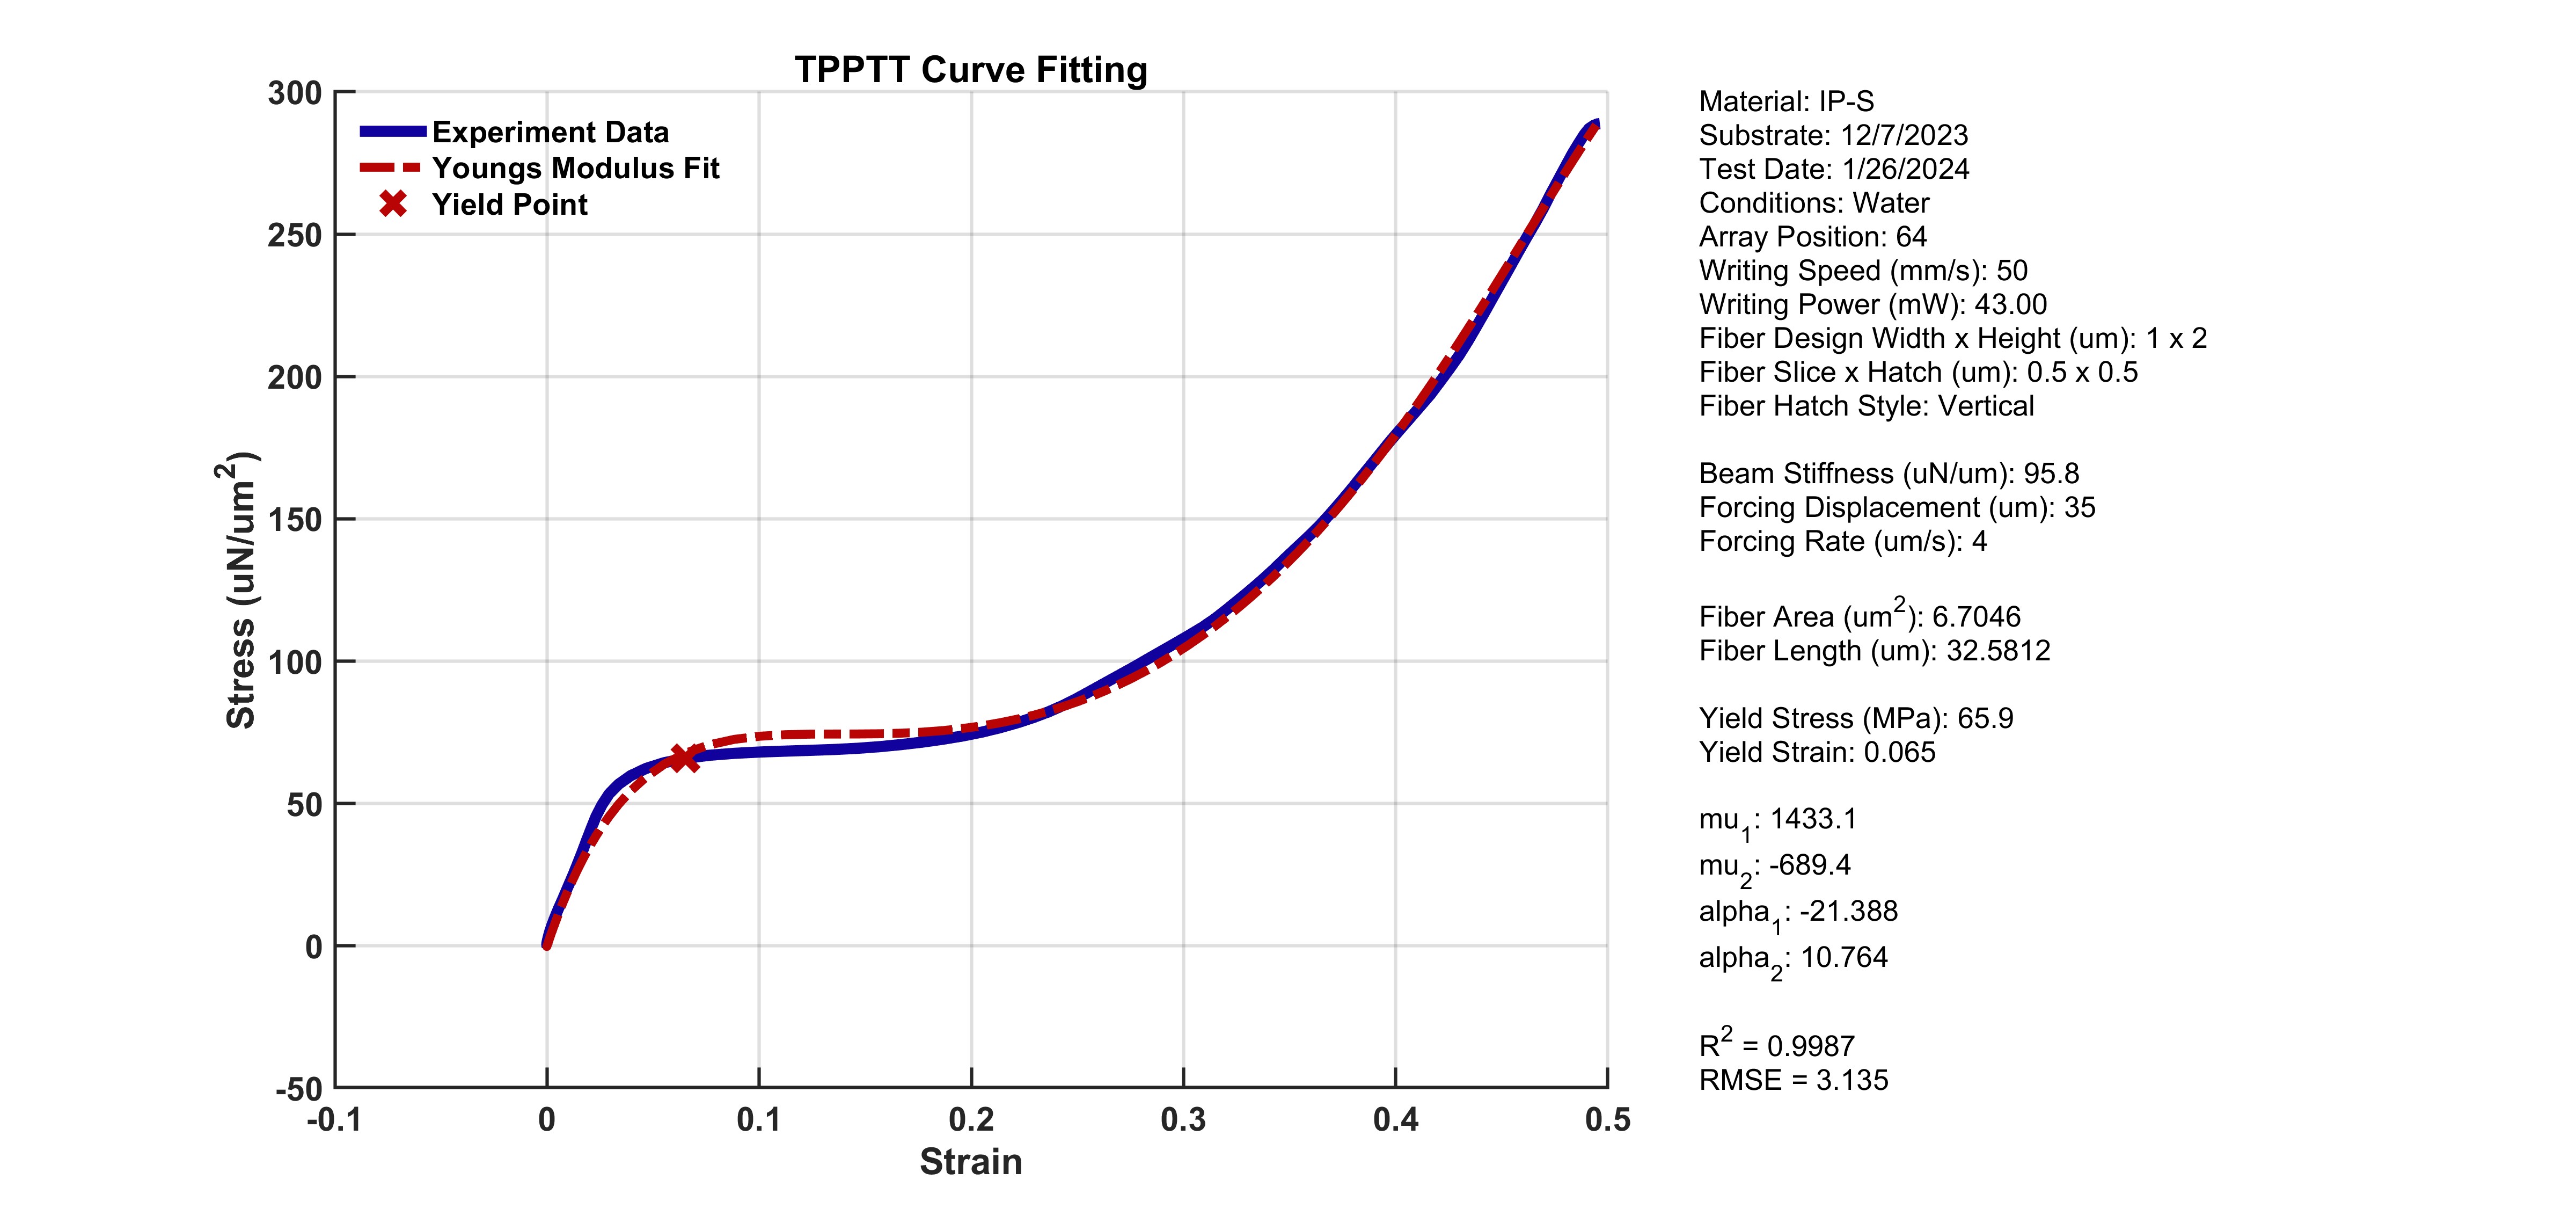 TPPTT Curve Fitting
300
250
200
150
100
50
0
-50
-0.1
0
0.1
0.2
0.3
0.4
0.5
Strain
Stress (uN/um²)
Experiment Data
Youngs Modulus Fit
Yield Point
Material: IP-S
Substrate: 12/7/2023
Test Date: 1/26/2024
Conditions: Water
Array Position: 64
Writing Speed (mm/s): 50
Writing Power (mW): 43.00
Fiber Design Width x Height (um): 1 x 2
Fiber Slice x Hatch (um): 0.5 x 0.5
Fiber Hatch Style: Vertical
Beam Stiffness (uN/um): 95.8
Forcing Displacement (um): 35
Forcing Rate (um/s): 4
Fiber Area (um²): 6.7046
Fiber Length (um): 32.5812
Yield Stress (MPa): 65.9
Yield Strain: 0.065
mu₁: 1433.1
mu₂: -689.4
alpha₁: -21.388
alpha₂: 10.764
R² = 0.9987
RMSE = 3.135